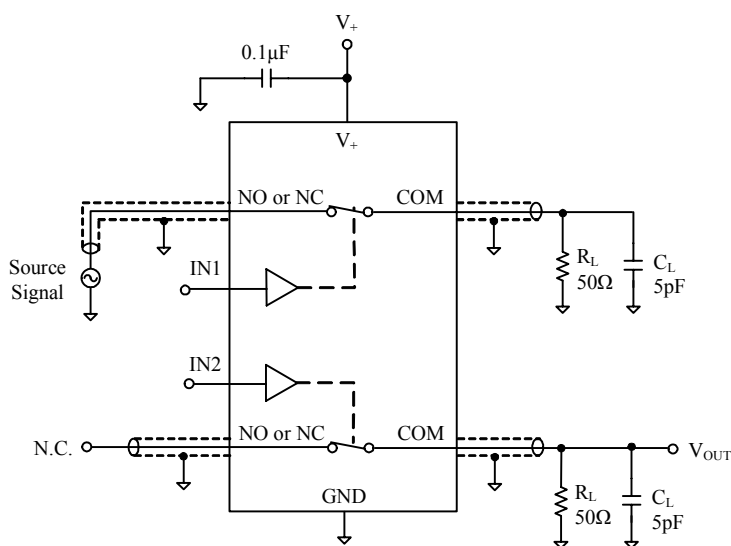 V+
0.1µF
V+
NO or NC
COM
Source
Signal
IN1
RL
50Ω
CL
5pF
IN2
N.C.
NO or NC
COM
VOUT
GND
RL
50Ω
CL
5pF